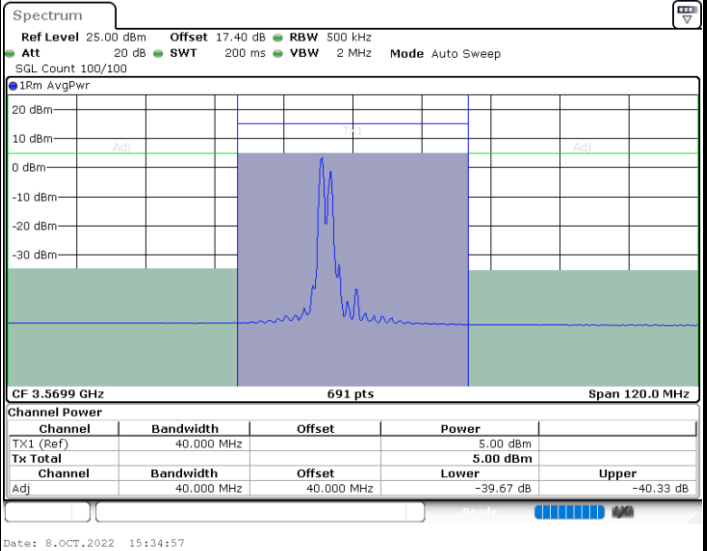 Spectrum
Ref Level 25.00 dBm Offset 17.40 dB RBW 500 kHz
Att 20 dB SWT 200 ms VBW 2 MHz Mode Auto Sweep
SGL Count 100/100
1Rm AvgPwr
20 dBm
TX1
10 dBm
Adj Adj
0 dBm
-10 dBm
-20 dBm
-30 dBm
CF 3.5699 GHz 691 pts Span 120.0 MHz
Channel Power
Channel Bandwidth Offset Power
TX1 (Ref) 40.000 MHz 5.00 dBm
Tx Total 5.00 dBm
Channel Bandwidth Offset Lower Upper
Adj 40.000 MHz 40.000 MHz -39.67 dB -40.33 dB
Ready
Date: 8.OCT.2022 15:34:57